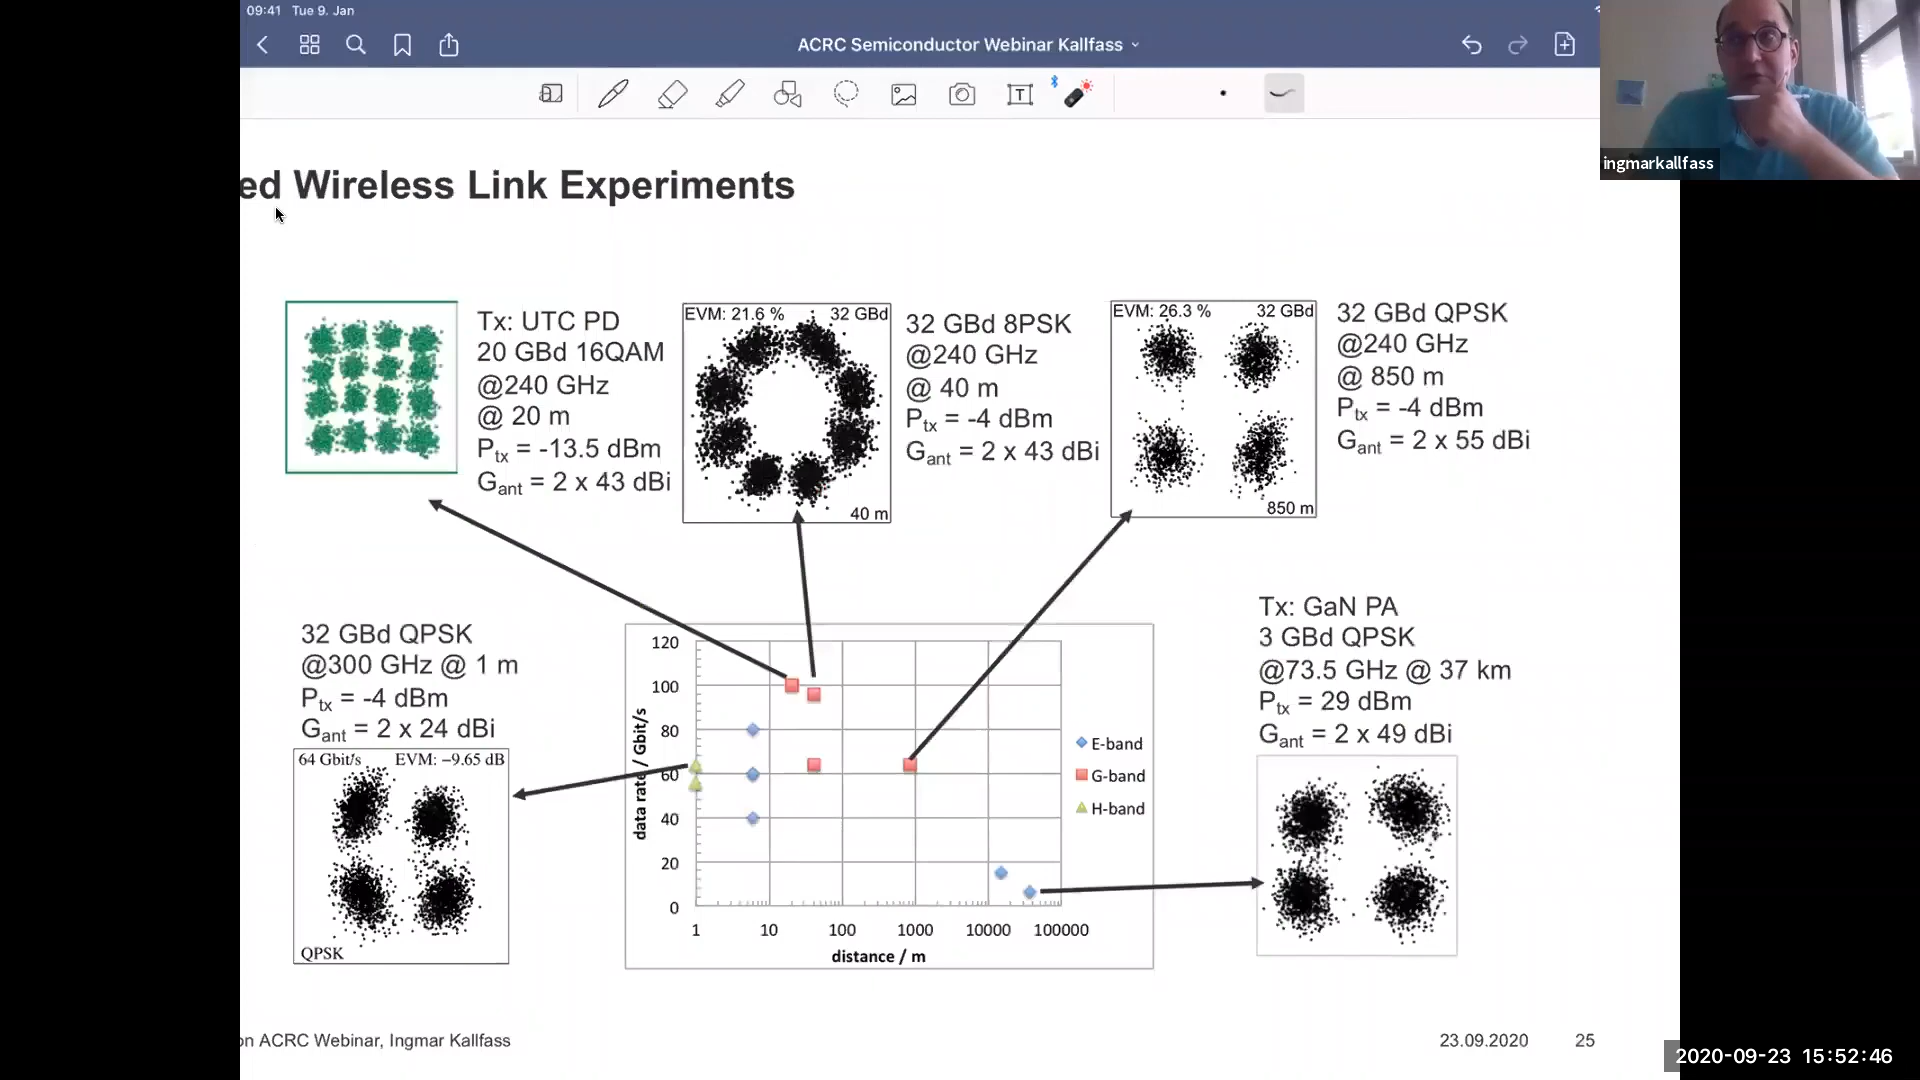 09:41 Tue 9. Jan
ACRC Semiconductor Webinar Kallfass
T
ingmarkallfass
ed Wireless Link Experiments
Tx: UTC PD
20 GBd 16QAM
@240 GHz
@ 20 m
Ptx = -13.5 dBm
Gant = 2 x 43 dBi
EVM: 21.6 % 32 GBd
40 m
32 GBd 8PSK
@240 GHz
@ 40 m
Ptx = -4 dBm
Gant = 2 x 43 dBi
EVM: 26.3 % 32 GBd
850 m
32 GBd QPSK
@240 GHz
@ 850 m
Ptx = -4 dBm
Gant = 2 x 55 dBi
32 GBd QPSK
@300 GHz @ 1 m
Ptx = -4 dBm
Gant = 2 x 24 dBi
64 Gbit/s EVM: −9.65 dB
QPSK
data rate / Gbit/s
120
100
80
60
40
20
0
1 10 100 1000 10000 100000
distance / m
E-band
G-band
H-band
Tx: GaN PA
3 GBd QPSK
@73.5 GHz @ 37 km
Ptx = 29 dBm
Gant = 2 x 49 dBi
on ACRC Webinar, Ingmar Kallfass
23.09.2020 25
2020-09-23 15:52:46